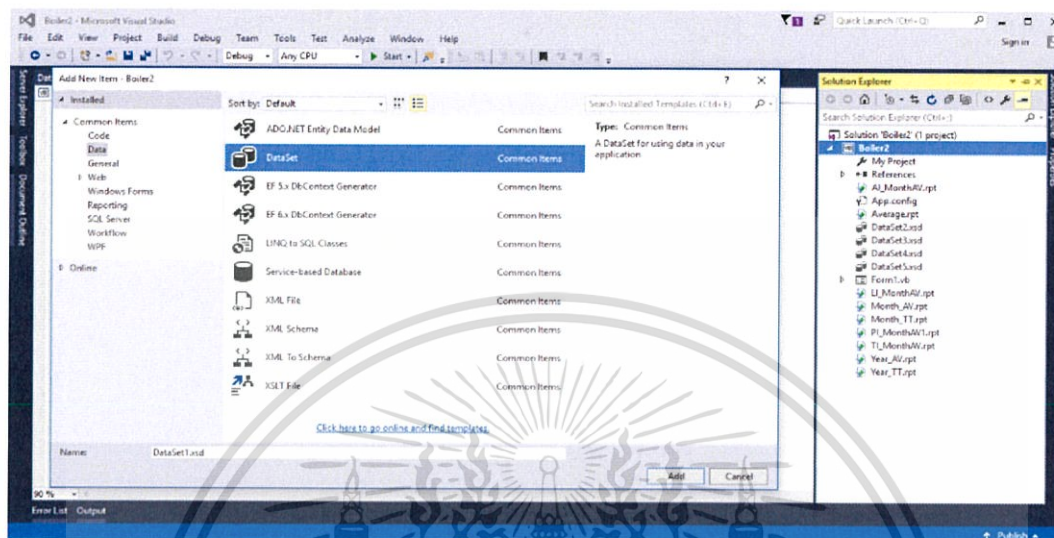 Boiler2 - Microsoft Visual Studio
Quick Launch (Ctrl+Q)
File Edit View Project Build Debug Team Tools Test Analyze Window Help
Sign in
Debug Any CPU Start
Server Explorer Toolbox Document Outline
Add New Item - Boiler2
Installed
Common Items
Code
Data
General
Web
Windows Forms
Reporting
SQL Server
Workflow
WPF
Online
Sort by: Default
Search Installed Templates (Ctrl+E)
ADO.NET Entity Data Model Common Items
DataSet Common Items
EF 5.x DbContext Generator Common Items
EF 6.x DbContext Generator Common Items
LINQ to SQL Classes Common Items
Service-based Database Common Items
XML File Common Items
XML Schema Common Items
XML To Schema Common Items
XSLT File Common Items
Type: Common Items
A DataSet for using data in your application
Click here to go online and find templates.
Name: DataSet1.xsd
Add Cancel
Solution Explorer
Search Solution Explorer (Ctrl+;)
Solution 'Boiler2' (1 project)
Boiler2
My Project
References
AI_MonthAV.rpt
App.config
Average.rpt
DataSet2.xsd
DataSet3.xsd
DataSet4.xsd
DataSet5.xsd
Form1.vb
LI_MonthAV.rpt
Month_AV.rpt
Month_TT.rpt
PI_MonthAV1.rpt
TI_MonthAV.rpt
Year_AV.rpt
Year_TT.rpt
90 %
Error List Output
Publish